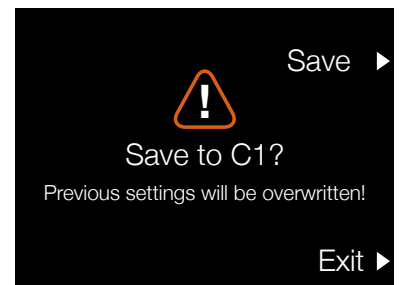 Save
!
Save to C1?
Previous settings will be overwritten!
Exit